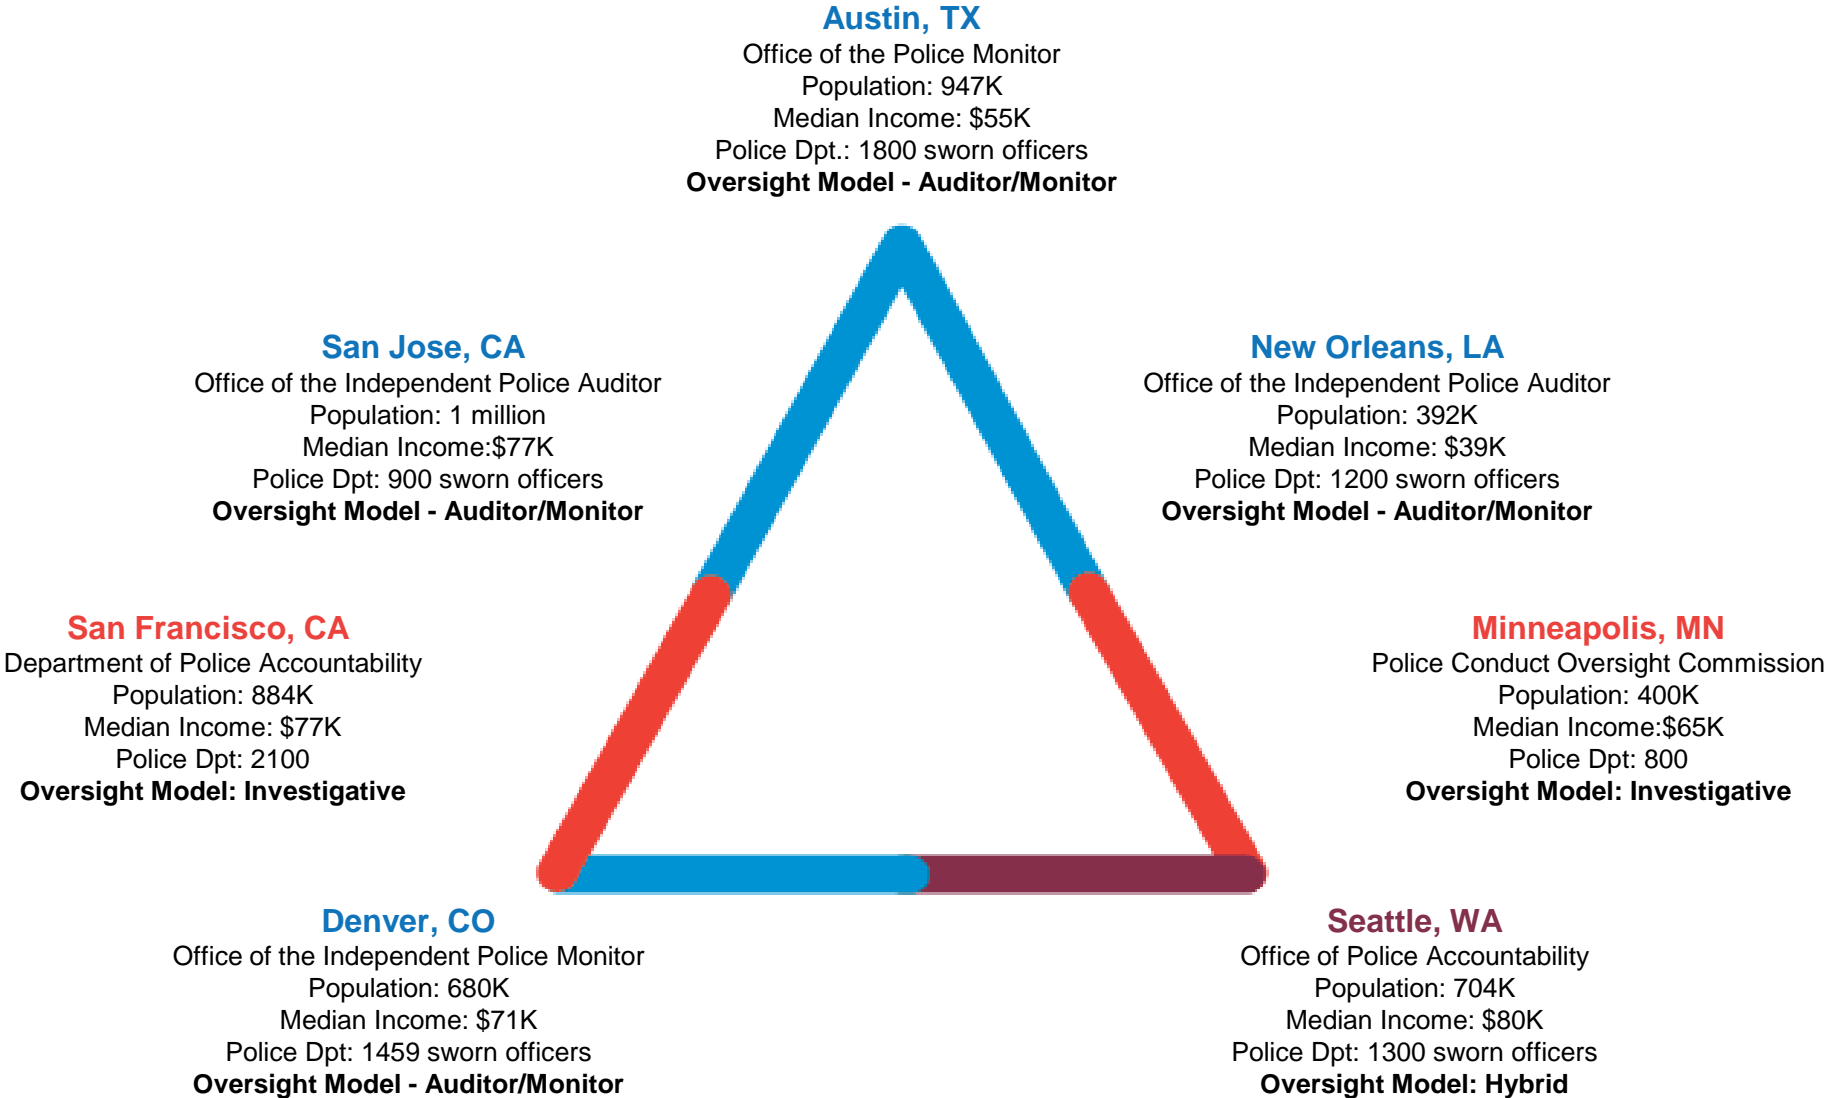 Austin, TX
Office of the Police Monitor
Population: 947K
Median Income: $55K
Police Dpt.: 1800 sworn officers
Oversight Model - Auditor/Monitor
San Jose, CA
Office of the Independent Police Auditor
Population: 1 million
Median Income:$77K
Police Dpt: 900 sworn officers
Oversight Model - Auditor/Monitor
New Orleans, LA
Office of the Independent Police Auditor
Population: 392K
Median Income: $39K
Police Dpt: 1200 sworn officers
Oversight Model - Auditor/Monitor
San Francisco, CA
Department of Police Accountability
Population: 884K
Median Income: $77K
Police Dpt: 2100
Oversight Model: Investigative
Minneapolis, MN
Police Conduct Oversight Commission
Population: 400K
Median Income:$65K
Police Dpt: 800
Oversight Model: Investigative
Denver, CO
Office of the Independent Police Monitor
Population: 680K
Median Income: $71K
Police Dpt: 1459 sworn officers
Oversight Model - Auditor/Monitor
Seattle, WA
Office of Police Accountability
Population: 704K
Median Income: $80K
Police Dpt: 1300 sworn officers
Oversight Model: Hybrid